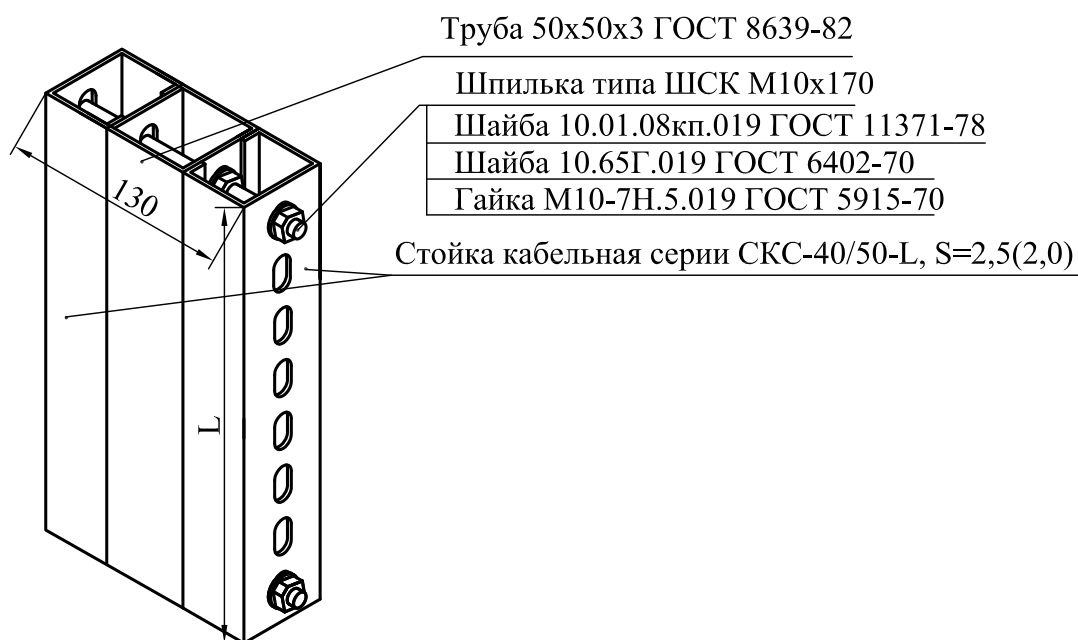 Труба 50x50x3 ГОСТ 8639-82
Шпилька типа ШСК М10х170
Шайба 10.01.08кп.019 ГОСТ 11371-78
Шайба 10.65Г.019 ГОСТ 6402-70
Гайка М10-7Н.5.019 ГОСТ 5915-70
130
Стойка кабельная серии СКС-40/50-L, S=2,5(2,0)
L